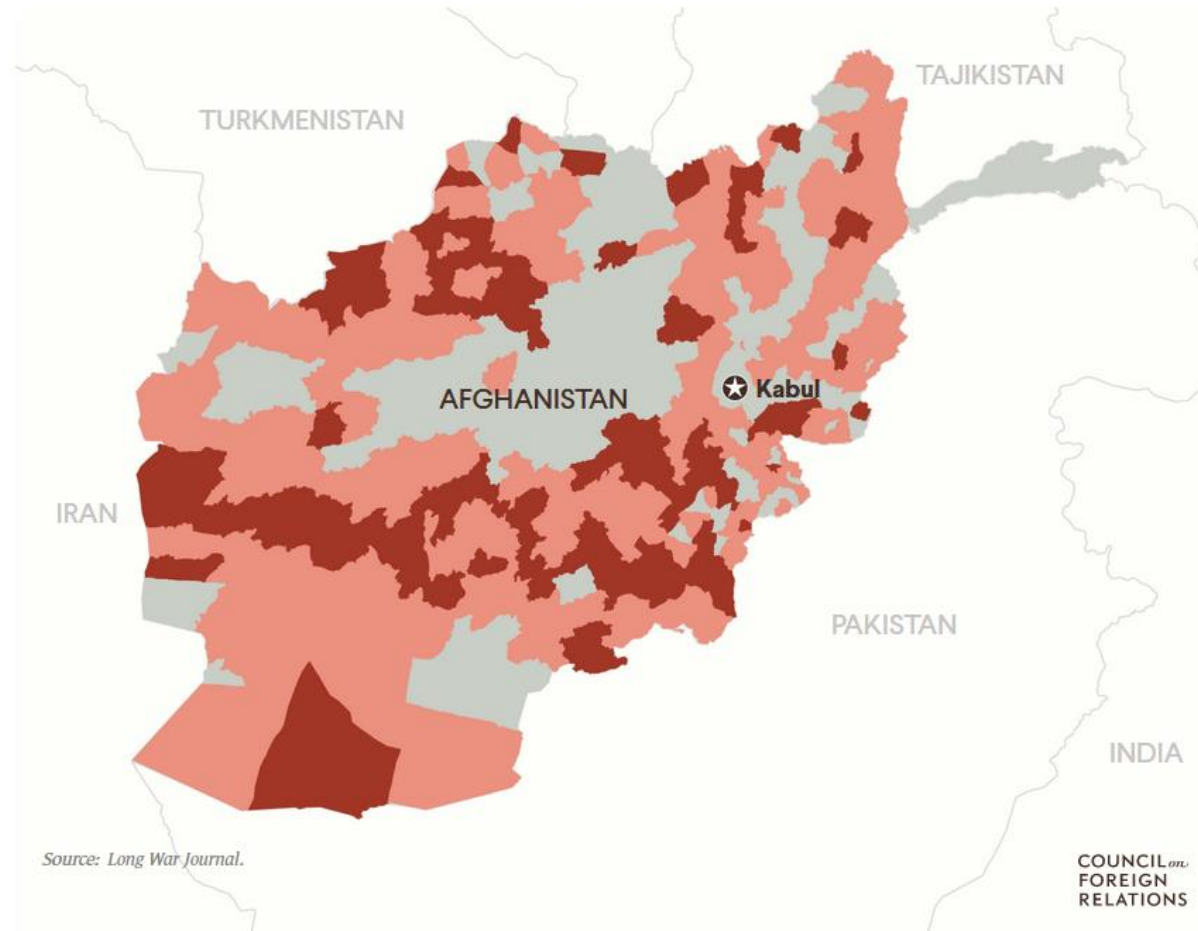 TAJIKISTAN
TURKMENISTAN
AFGHANISTAN
Kabul
IRAN
PAKISTAN
INDIA
Source: Long War Journal.
COUNCIL on
FOREIGN
RELATIONS